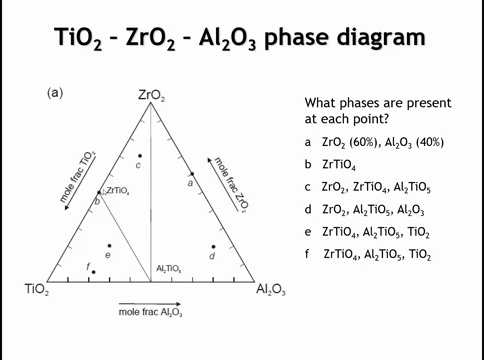 TiO₂ – ZrO₂ – Al₂O₃ phase diagram
(a)
ZrO₂
c
mole frac TiO₂
mole frac ZrO₂
a
ZrTiO₄
b
e
d
f
Al₂TiO₅
TiO₂
Al₂O₃
mole frac Al₂O₃
What phases are present
at each point?
a ZrO₂ (60%), Al₂O₃ (40%)
b ZrTiO₄
c ZrO₂, ZrTiO₄, Al₂TiO₅
d ZrO₂, Al₂TiO₅, Al₂O₃
e ZrTiO₄, Al₂TiO₅, TiO₂
f ZrTiO₄, Al₂TiO₅, TiO₂